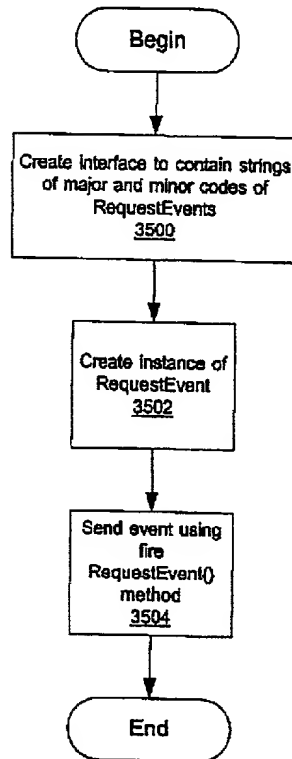 Begin
Create interface to contain strings
of major and minor codes of
RequestEvents
3500
Create instance of
RequestEvent
3502
Send event using
fire
RequestEvent()
method
3504
End